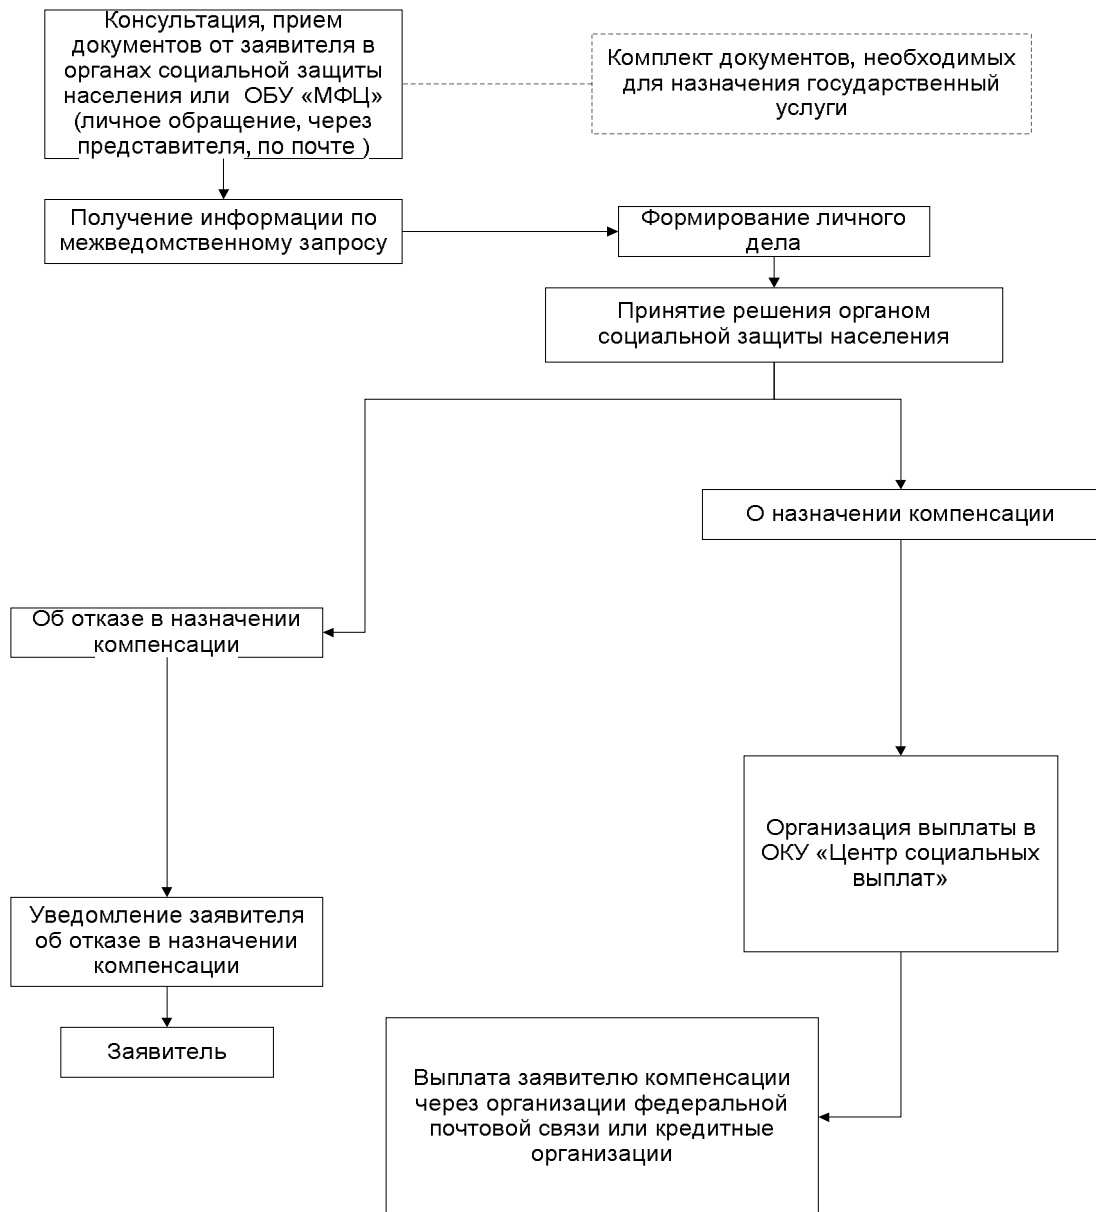 Консультация, прием
документов от заявителя в
органах социальной защиты
населения или ОБУ «МФЦ»
(личное обращение, через
представителя, по почте )
Комплект документов, необходимых
для назначения государственный
услуги
Получение информации по
межведомственному запросу
Формирование личного
дела
Принятие решения органом
социальной защиты населения
О назначении компенсации
Об отказе в назначении
компенсации
Организация выплаты в
ОКУ «Центр социальных
выплат»
Уведомление заявителя
об отказе в назначении
компенсации
Заявитель
Выплата заявителю компенсации
через организации федеральной
почтовой связи или кредитные
организации